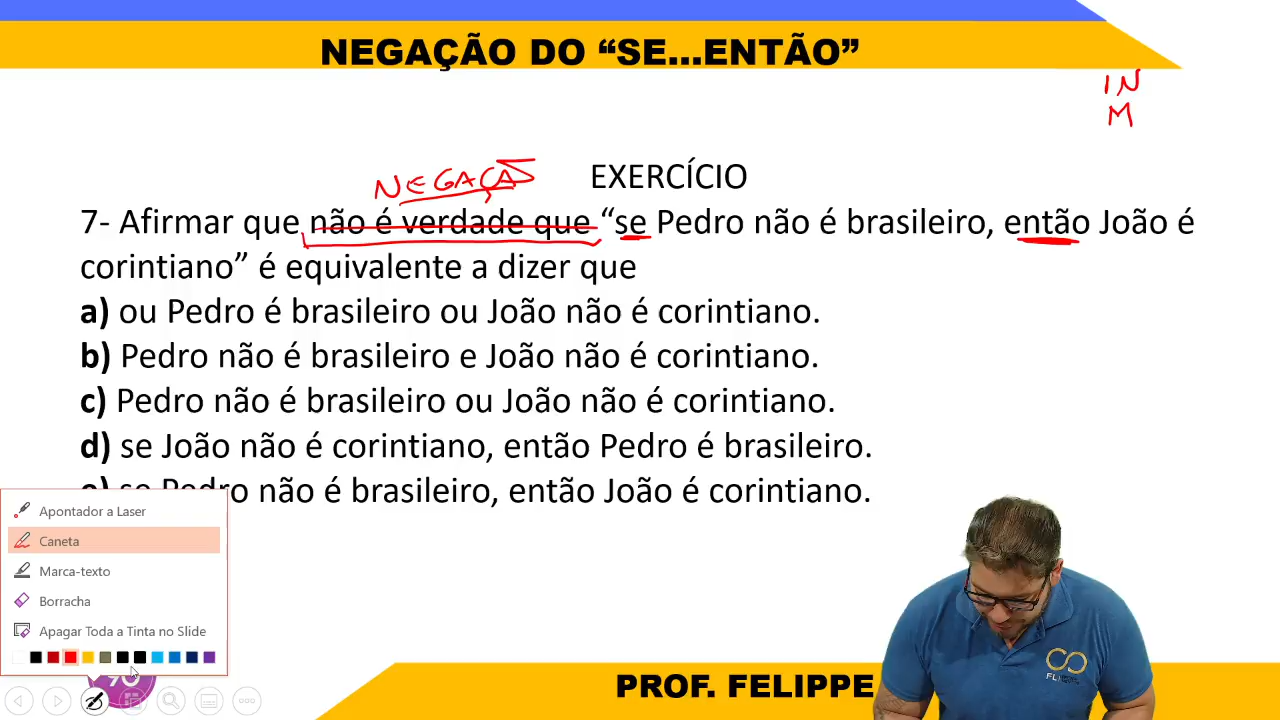 NEGAÇÃO DO “SE...ENTÃO”
IN
M
NEGAÇÃO
EXERCÍCIO
7- Afirmar que não é verdade que “se Pedro não é brasileiro, então João é
corintiano” é equivalente a dizer que
a) ou Pedro é brasileiro ou João não é corintiano.
b) Pedro não é brasileiro e João não é corintiano.
c) Pedro não é brasileiro ou João não é corintiano.
d) se João não é corintiano, então Pedro é brasileiro.
e) se Pedro não é brasileiro, então João é corintiano.
Apontador a Laser
Caneta
Marca-texto
Borracha
Apagar Toda a Tinta no Slide
PROF. FELIPPE
FL